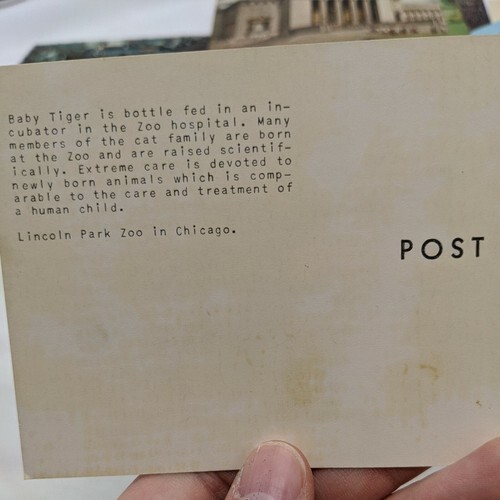 Baby Tiger is bottle fed in an in-
cubator in the Zoo hospital. Many
members of the cat family are born
at the Zoo and are raised scientif-
ically. Extreme care is devoted to
newly born animals which is comp-
arable to the care and treatment of
a human child.
Lincoln Park Zoo in Chicago.
POST